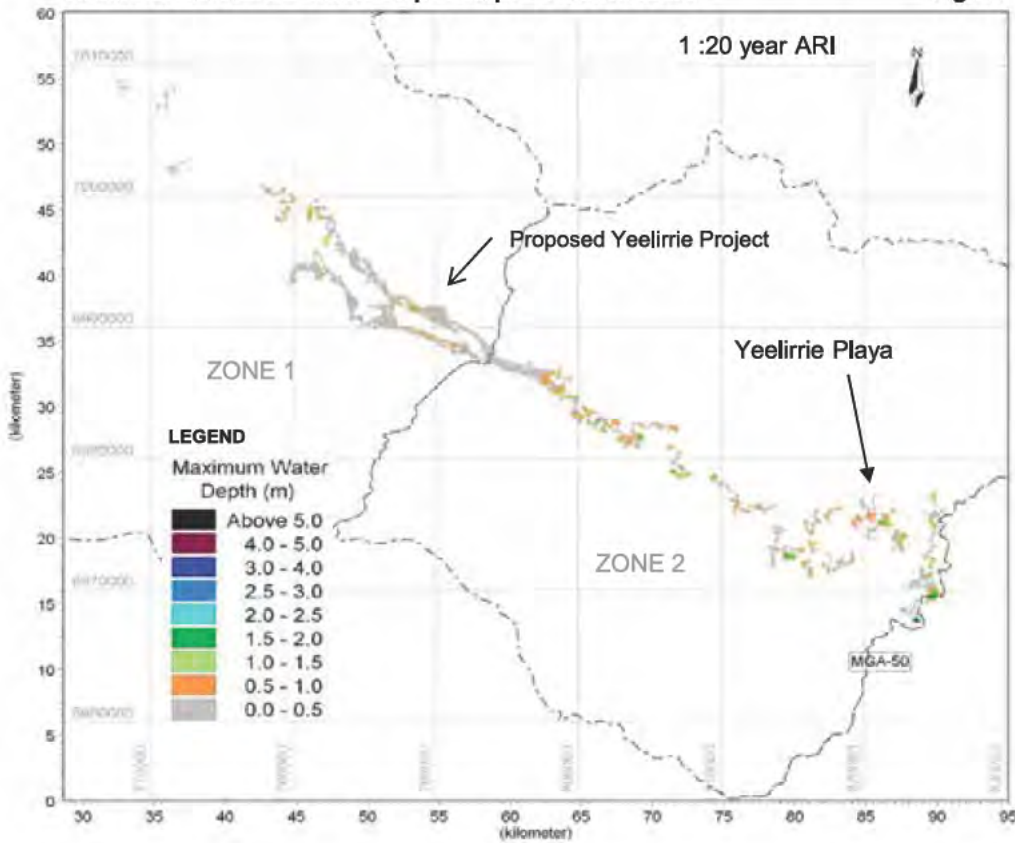 60
1 :20 year ARI
N
55
50
45
Proposed Yeelirrie Project
40
35
Yeelirrie Playa
ZONE 1
30
(kilometer)
LEGEND
25
Maximum Water
Depth (m)
Above 5.0
4.0 - 5.0
20
3.0 - 4.0
ZONE 2
2.5 - 3.0
15
2.0 - 2.5
1.5 - 2.0
10
1.0 - 1.5
MGA-50
0.5 - 1.0
0.0 - 0.5
5
0
30 35 40 45 50 55 60 65 70 75 80 85 90 95
(kilometer)